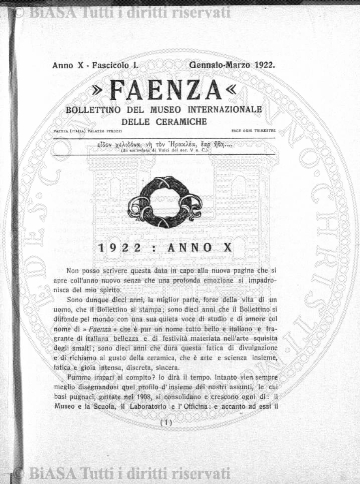 © BiASA Tutti i diritti riservati
Anno X - Fascicolo I. Gennaio-Marzo 1922.
» FAENZA «
BOLLETTINO DEL MUSEO INTERNAZIONALE
DELLE CERAMICHE
FAENZA (ITALIA) PALAZZO STROZZI ESCE OGNI TRIMESTRE
1922 : ANNO X
Non posso scrivere questa data in capo alla nuova pagina che si
apre coll'anno nuovo senza che una profonda emozione si impadro-
nisca del mio spirito.
Sono dunque dieci anni, la miglior parte, forse della vita di un
uomo, che il Bollettino si stampa; sono dieci anni che il Bollettino si
diffonde pel mondo con una sua quieta voce di studio e di amore col
nome di « Faenza » che è pur un nome tutto bello e italiano e fra-
grante di italiana bellezza e di festività materiata nell'arte squisita
degli smalti; sono dieci anni che dura questa fatica di divulgazione
e di richiamo al gusto della ceramica, che è arte e scienza insieme,
fatica e gioia intensa, discreta, sincera.
Fummo impari al compito? lo dirà il tempo. Intanto vien sempre
meglio disegnandosi quel profilo d'insieme dei nostri assunti, le cui
basi pugnaci, gettate nel 1908, si consolidano e crescono ogni dì: il
Museo e la Scuola, il Laboratorio e l'Officina: e accanto ad essi il
( 1 )
© BiASA Tutti i diritti riservati